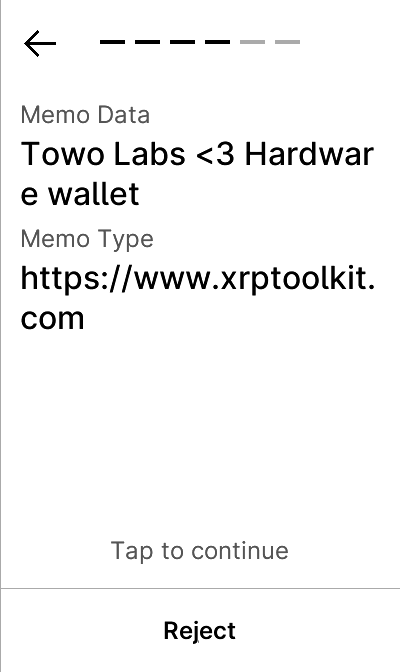 Memo Data
Towo Labs <3 Hardwar
e wallet
Memo Type
https://www.xrptoolkit.
com
Tap to continue
Reject